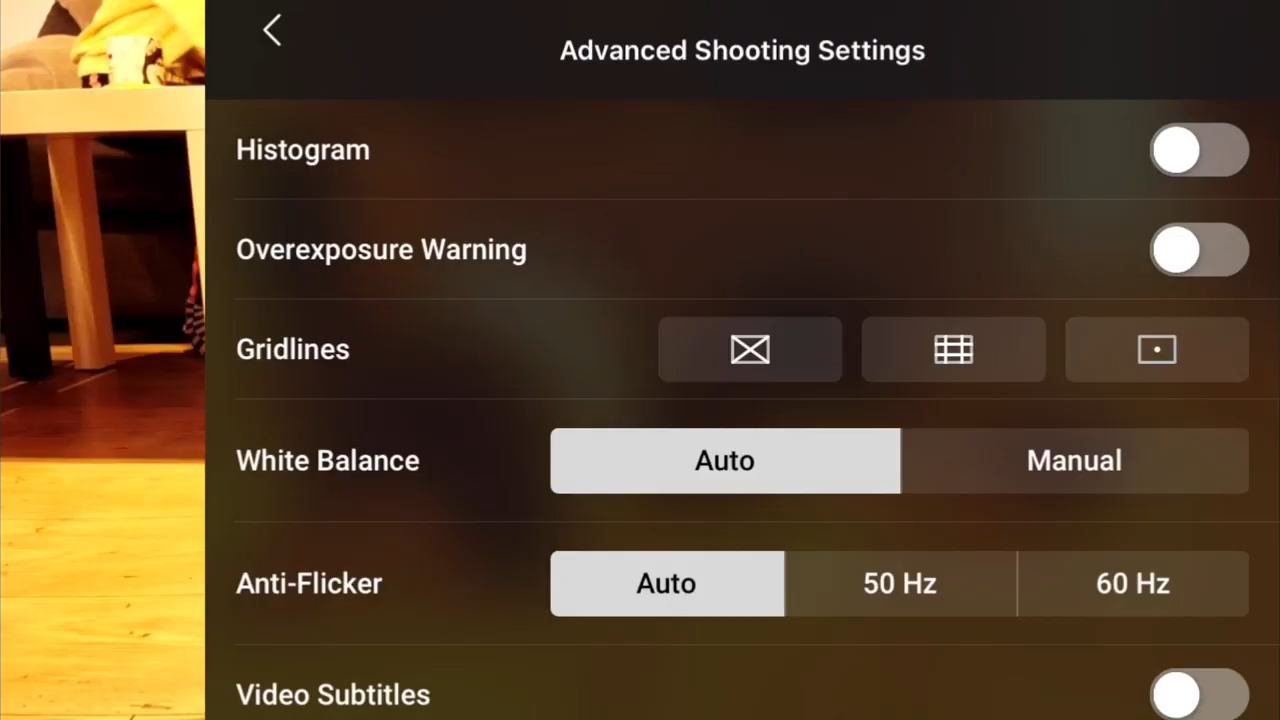 Advanced Shooting Settings
Histogram
Overexposure Warning
Gridlines
White Balance Auto Manual
Anti-Flicker Auto 50 Hz 60 Hz
Video Subtitles